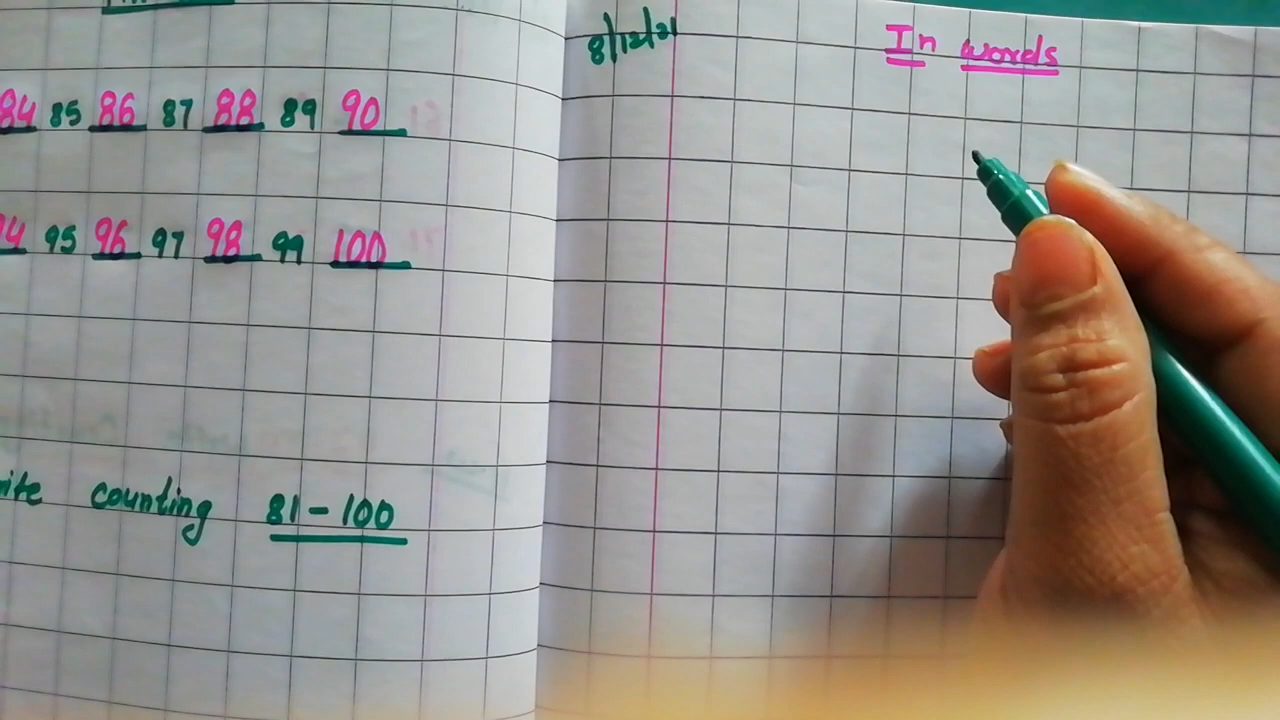 84 85 86 87 88 89 90
94 95 96 97 98 99 100
counting 81-100
8/12/21
In words